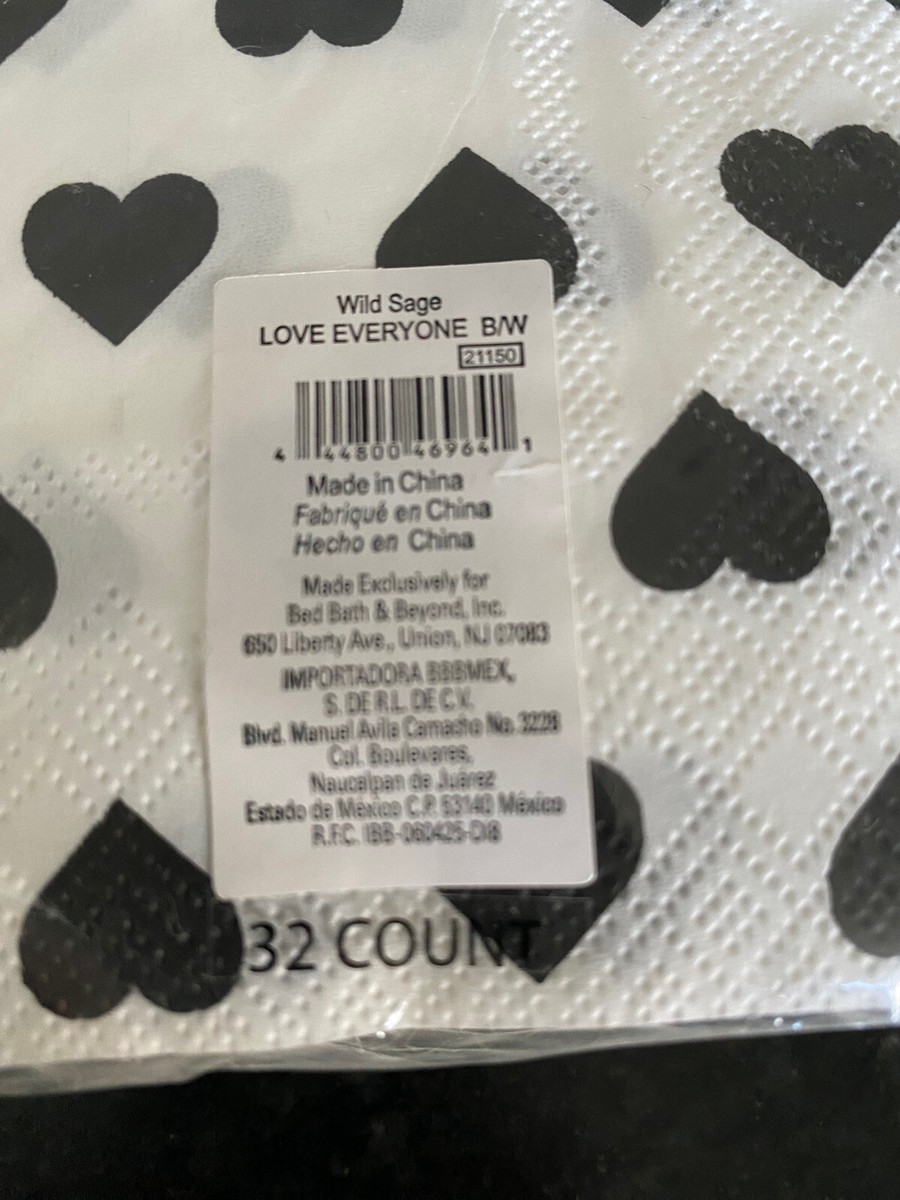 Wild Sage
LOVE EVERYONE B/W
21150
4 44800 46964 1
Made in China
Fabriqué en China
Hecho en China
Made Exclusively for
Bed Bath & Beyond, Inc.
650 Liberty Ave., Union, NJ 07083
IMPORTADORA BBBMEX,
S. DE R.L. DE C.V.
Blvd. Manuel Avila Camacho No. 3228
Col. Boulevares,
Naucalpan de Juárez
Estado de México C.P. 53140 México
R.F.C. IBB-060425-DI8
32 COUNT